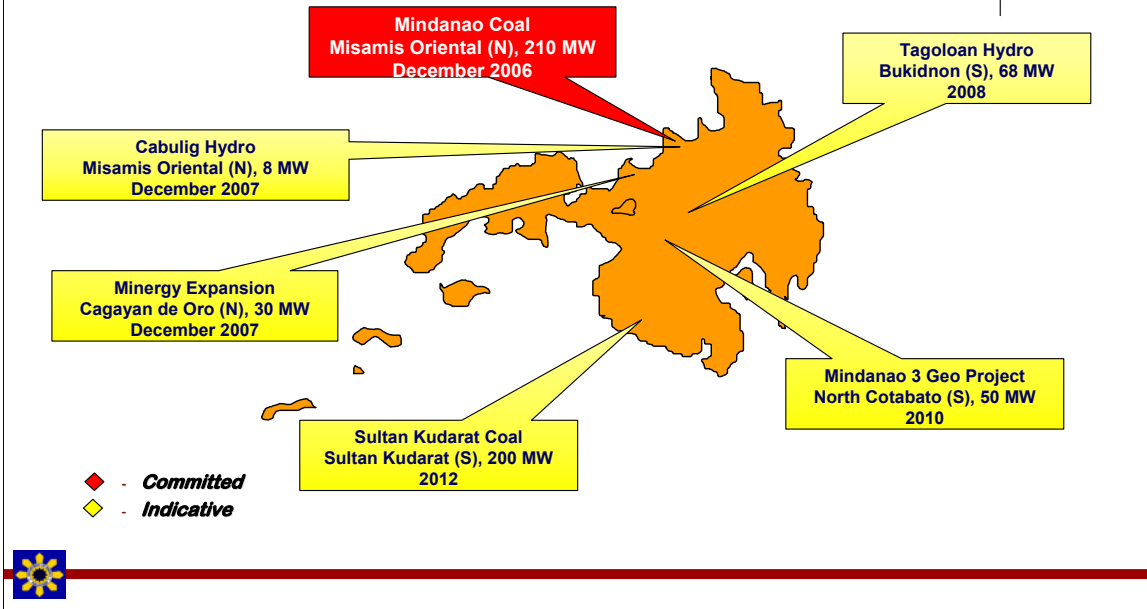 Mindanao Coal
Misamis Oriental (N), 210 MW
December 2006
Tagoloan Hydro
Bukidnon (S), 68 MW
2008
Cabulig Hydro
Misamis Oriental (N), 8 MW
December 2007
Minergy Expansion
Cagayan de Oro (N), 30 MW
December 2007
Mindanao 3 Geo Project
North Cotabato (S), 50 MW
2010
Sultan Kudarat Coal
Sultan Kudarat (S), 200 MW
2012
- Committed
- Indicative